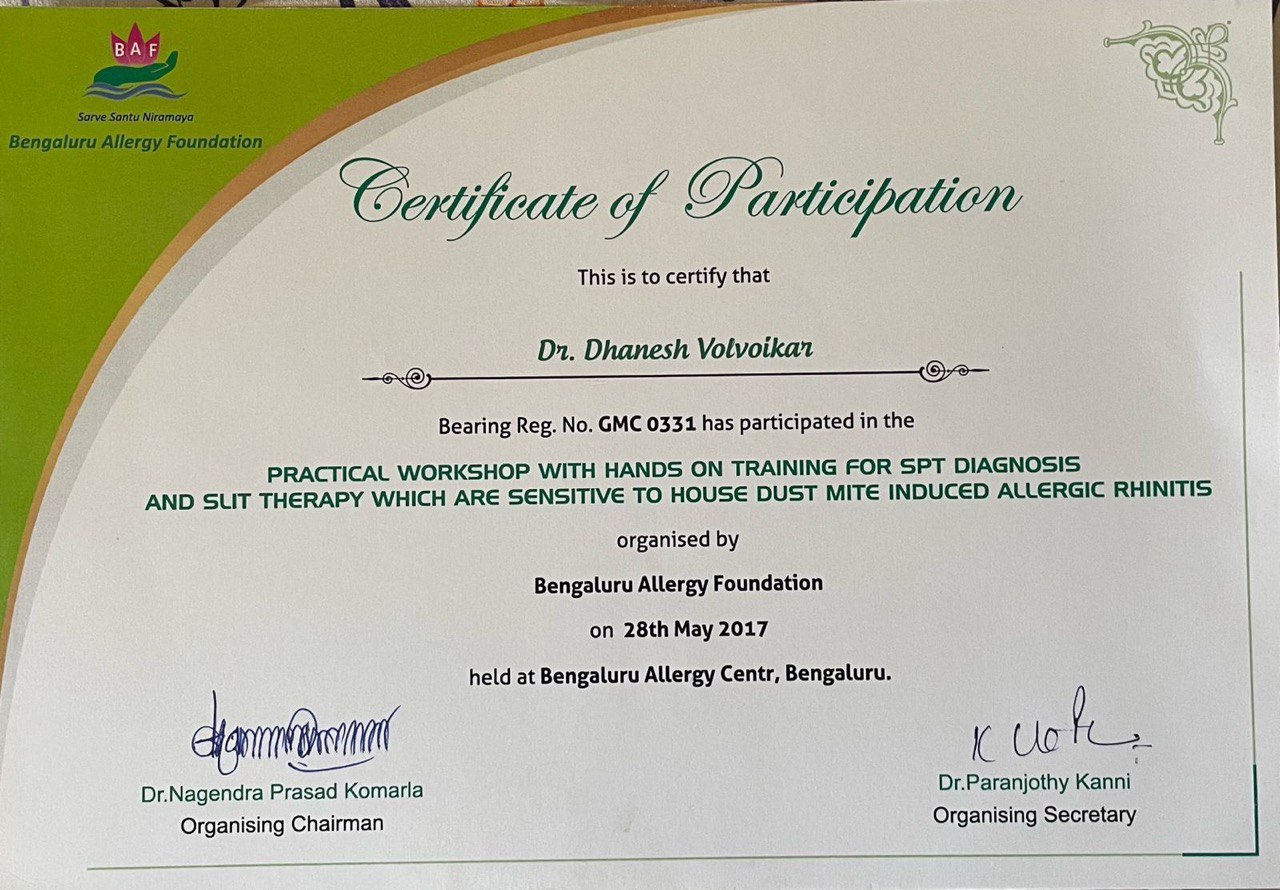 BAF
Sarve Santu Niramaya
Bengaluru Allergy Foundation
Certificate of Participation
This is to certify that
Dr. Dhanesh Volvoikar
Bearing Reg. No. GMC 0331 has participated in the
PRACTICAL WORKSHOP WITH HANDS ON TRAINING FOR SPT DIAGNOSIS
AND SLIT THERAPY WHICH ARE SENSITIVE TO HOUSE DUST MITE INDUCED ALLERGIC RHINITIS
organised by
Bengaluru Allergy Foundation
on 28th May 2017
held at Bengaluru Allergy Centr, Bengaluru.
Dr.Nagendra Prasad Komarla
Organising Chairman
Dr.Paranjothy Kanni
Organising Secretary